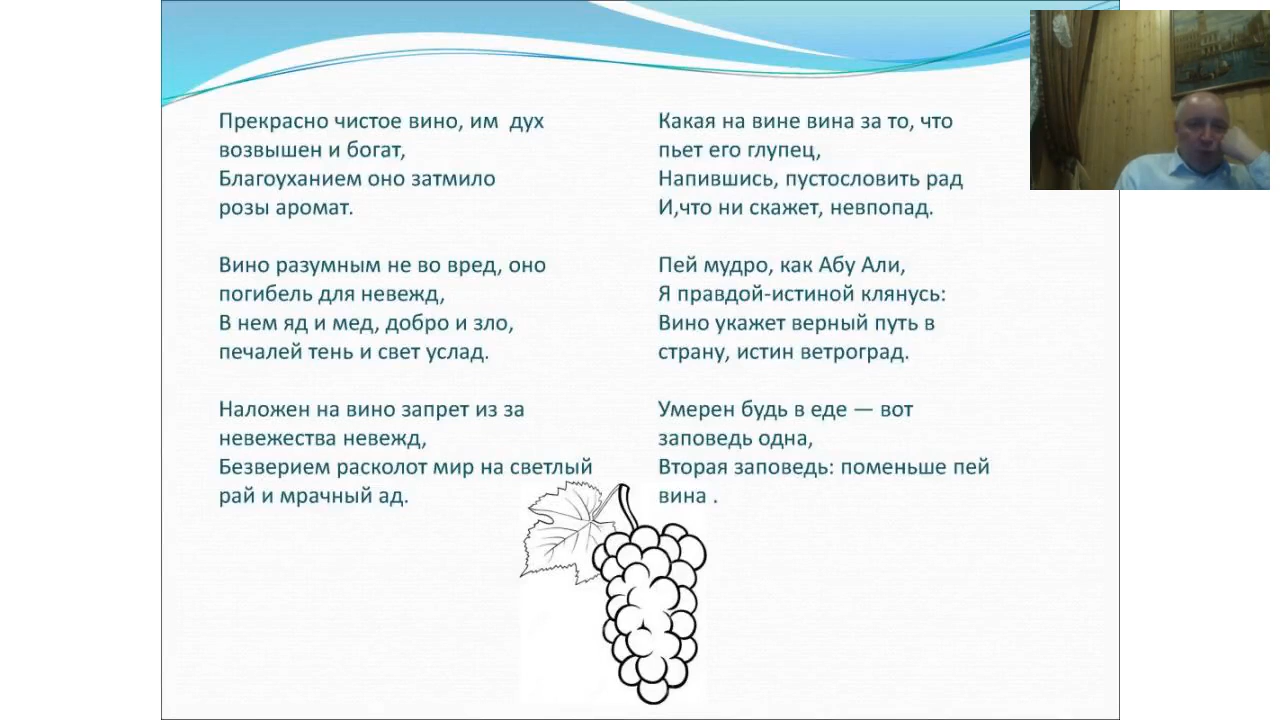 Прекрасно чистое вино, им  дух
возвышен и богат,
Благоуханием оно затмило
розы аромат.
Вино разумным не во вред, оно
погибель для невежд,
В нем яд и мед, добро и зло,
печалей тень и свет услад.
Наложен на вино запрет из за
невежества невежд,
Безверием расколот мир на светлый
рай и мрачный ад.
Какая на вине вина за то, что
пьет его глупец,
Напившись, пустословить рад
И,что ни скажет, невпопад.
Пей мудро, как Абу Али,
Я правдой-истиной клянусь:
Вино укажет верный путь в
страну, истин ветроград.
Умерен будь в еде — вот
заповедь одна,
Вторая заповедь: поменьше пей
вина .